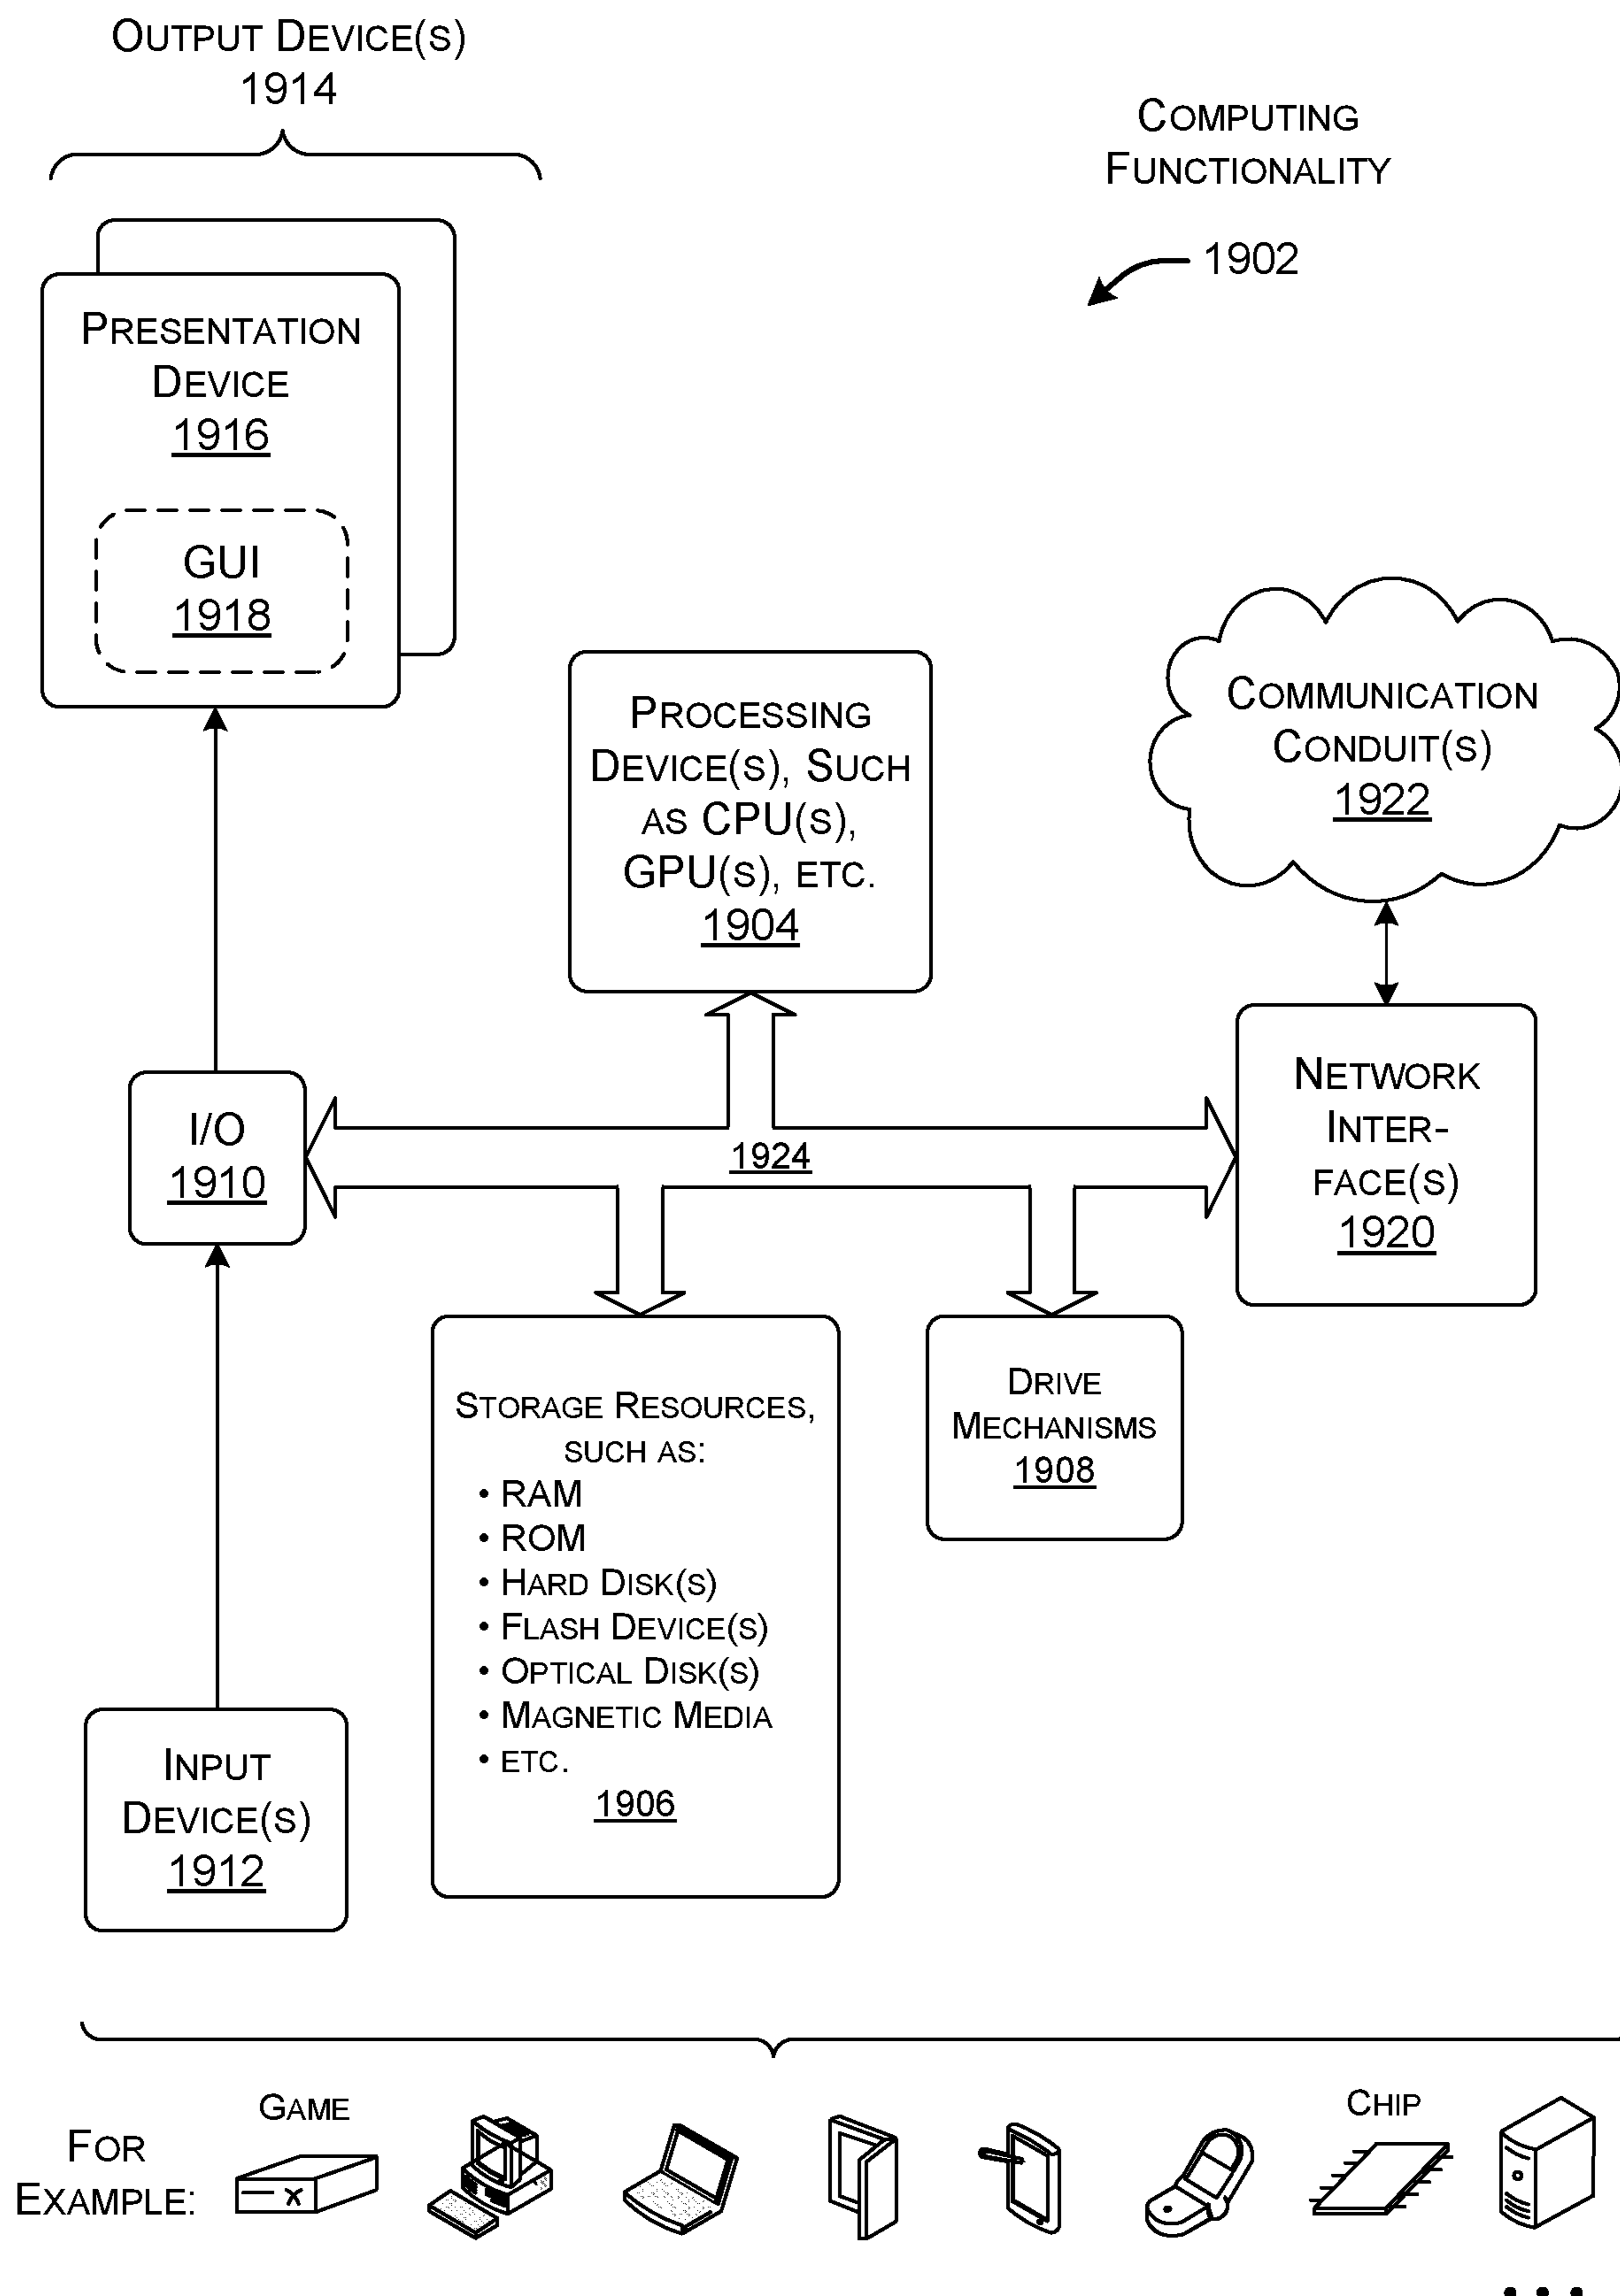 OUTPUT DEVICE(S)
1914
COMPUTING
FUNCTIONALITY
1902
PRESENTATION
DEVICE
1916
GUI
1918
PROCESSING
DEVICE(S), SUCH
AS CPU(S),
GPU(S), ETC.
1904
COMMUNICATION
CONDUIT(S)
1922
I/O
1910
1924
NETWORK
INTER-
FACE(S)
1920
STORAGE RESOURCES,
SUCH AS:
• RAM
• ROM
• HARD DISK(S)
• FLASH DEVICE(S)
• OPTICAL DISK(S)
• MAGNETIC MEDIA
• ETC.
1906
DRIVE
MECHANISMS
1908
INPUT
DEVICE(S)
1912
FOR
EXAMPLE:
GAME
CHIP
...